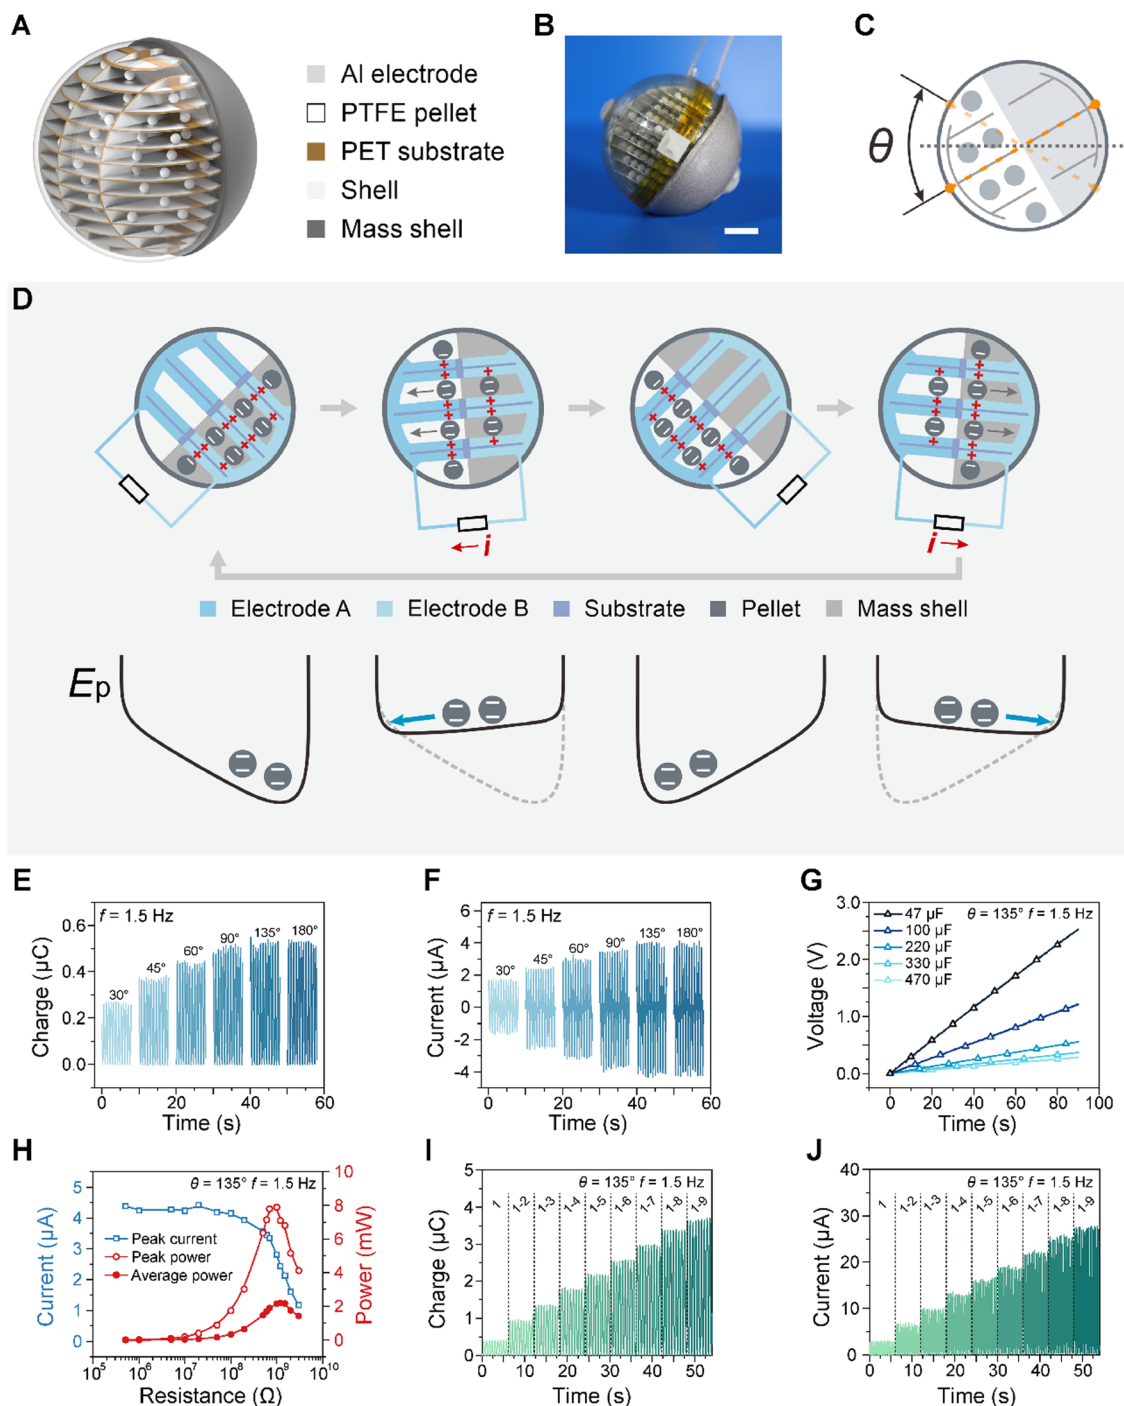 A
B
C
Al electrode
PTFE pellet
PET substrate
Shell
Mass shell
θ
D
i
i
Electrode A
Electrode B
Substrate
Pellet
Mass shell
Ep
E
f = 1.5 Hz
30°
45°
60°
90°
135°
180°
Charge (μC)
0.6
0.4
0.2
0.0
0
20
40
60
Time (s)
F
f = 1.5 Hz
30°
45°
60°
90°
135°
180°
Current (μA)
6
4
2
0
-2
-4
0
20
40
60
Time (s)
G
θ = 135° f = 1.5 Hz
47 μF
100 μF
220 μF
330 μF
470 μF
Voltage (V)
3.0
2.0
1.0
0.0
0
20
40
60
80
100
Time (s)
H
θ = 135° f = 1.5 Hz
Peak current
Peak power
Average power
Current (μA)
5
4
3
2
1
0
Power (mW)
10
8
6
4
2
0
10⁵
10⁶
10⁷
10⁸
10⁹
10¹⁰
Resistance (Ω)
I
θ = 135° f = 1.5 Hz
1
1-2
1-3
1-4
1-5
1-6
1-7
1-8
1-9
Charge (μC)
5
4
3
2
1
0
0
10
20
30
40
50
Time (s)
J
θ = 135° f = 1.5 Hz
1
1-2
1-3
1-4
1-5
1-6
1-7
1-8
1-9
Current (μA)
40
30
20
10
0
0
10
20
30
40
50
Time (s)